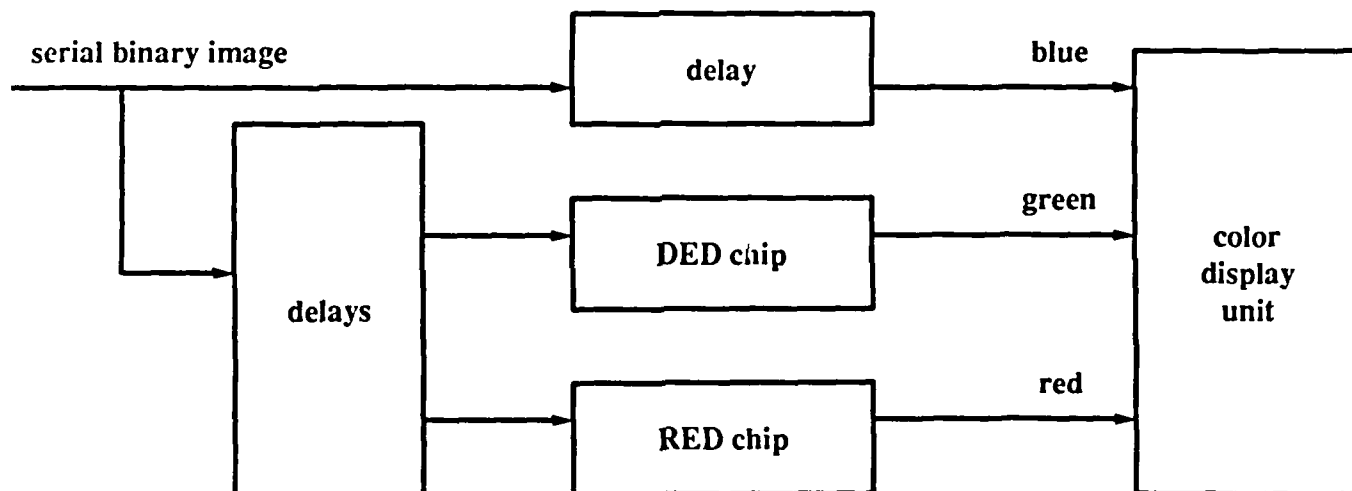 serial binary image
delay
blue
green
DED chip
color
display
unit
delays
red
RED chip